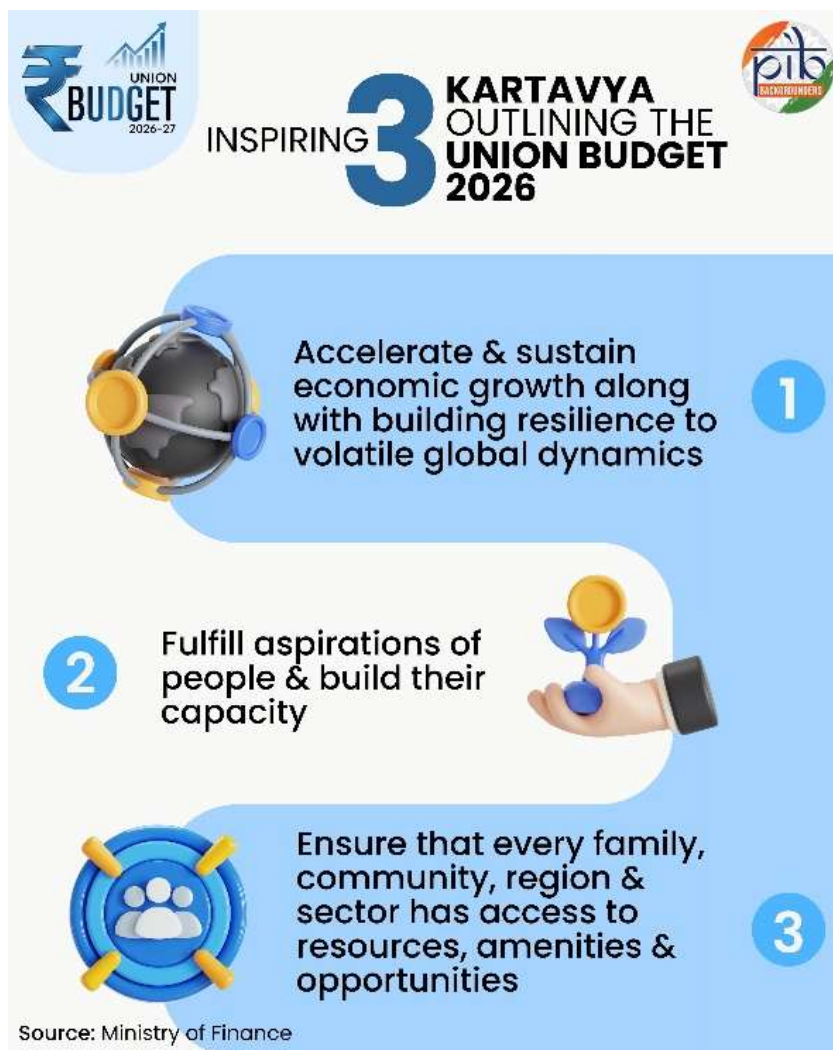 UNION
BUDGET
2026-27
pib
BACKGROUNDERS
INSPIRING 3 KARTAVYA
OUTLINING THE
UNION BUDGET
2026
Accelerate & sustain
economic growth along
with building resilience to
volatile global dynamics
1
2
Fulfill aspirations of
people & build their
capacity
Ensure that every family,
community, region &
sector has access to
resources, amenities &
opportunities
3
Source: Ministry of Finance